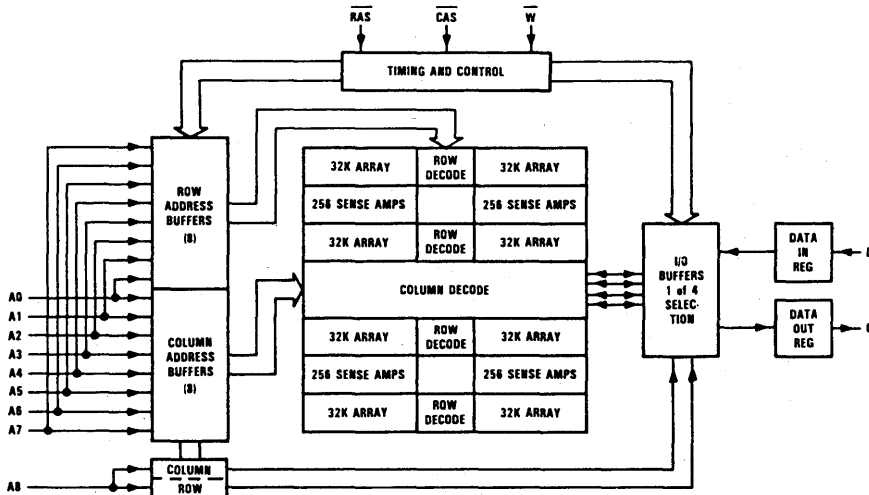 RAS CAS W
TIMING AND CONTROL
ROW
ADDRESS
BUFFERS
(8)
32K ARRAY ROW DECODE 32K ARRAY
256 SENSE AMPS 256 SENSE AMPS
32K ARRAY ROW DECODE 32K ARRAY
COLUMN DECODE
32K ARRAY ROW DECODE 32K ARRAY
256 SENSE AMPS 256 SENSE AMPS
32K ARRAY ROW DECODE 32K ARRAY
I/O
BUFFERS
1 of 4
SELEC-
TION
DATA
IN
REG
DATA
OUT
REG
A0
A1
A2
A3
A4
A5
A6
A7
COLUMN
ADDRESS
BUFFERS
(8)
A8
COLUMN
ROW